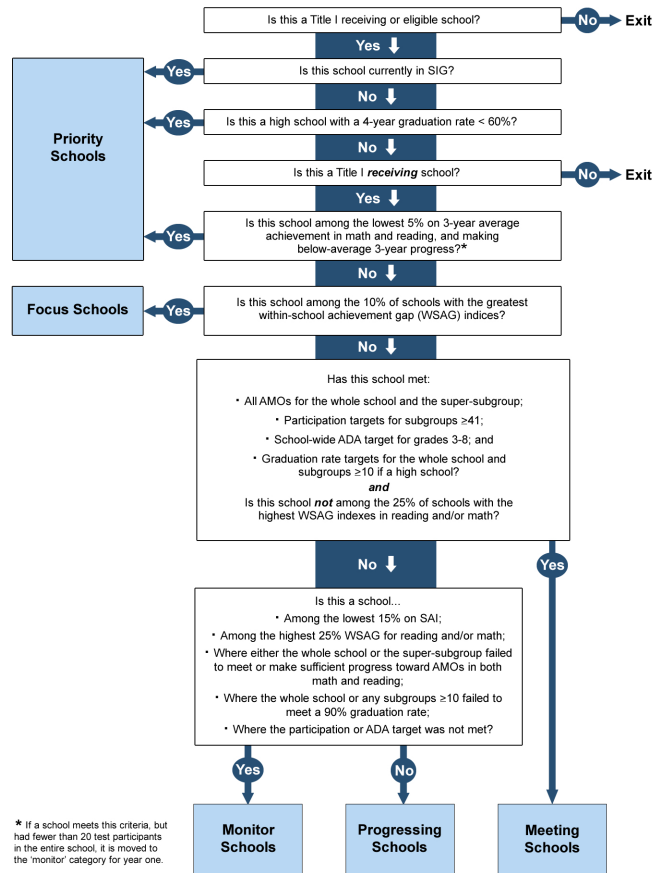 Is this a Title I receiving or eligible school?
No
Exit
Yes
Is this school currently in SIG?
Yes
No
Is this a high school with a 4-year graduation rate < 60%?
Yes
Priority
Schools
No
Is this a Title I receiving school?
No
Exit
Yes
Is this school among the lowest 5% on 3-year average
achievement in math and reading, and making
below-average 3-year progress?*
Yes
No
Focus Schools
Yes
Is this school among the 10% of schools with the greatest
within-school achievement gap (WSAG) indices?
No
Has this school met:
• All AMOs for the whole school and the super-subgroup;
• Participation targets for subgroups ≥41;
• School-wide ADA target for grades 3-8; and
• Graduation rate targets for the whole school and
subgroups ≥10 if a high school?
and
Is this school not among the 25% of schools with the
highest WSAG indexes in reading and/or math?
No
Yes
Is this a school...
• Among the lowest 15% on SAI;
• Among the highest 25% WSAG for reading and/or math;
• Where either the whole school or the super-subgroup failed
to meet or make sufficient progress toward AMOs in both
math and reading;
• Where the whole school or any subgroups ≥10 failed to
meet a 90% graduation rate;
• Where the participation or ADA target was not met?
Yes
No
Monitor
Schools
Progressing
Schools
Meeting
Schools
* If a school meets this criteria, but
had fewer than 20 test participants
in the entire school, it is moved to
the 'monitor' category for year one.